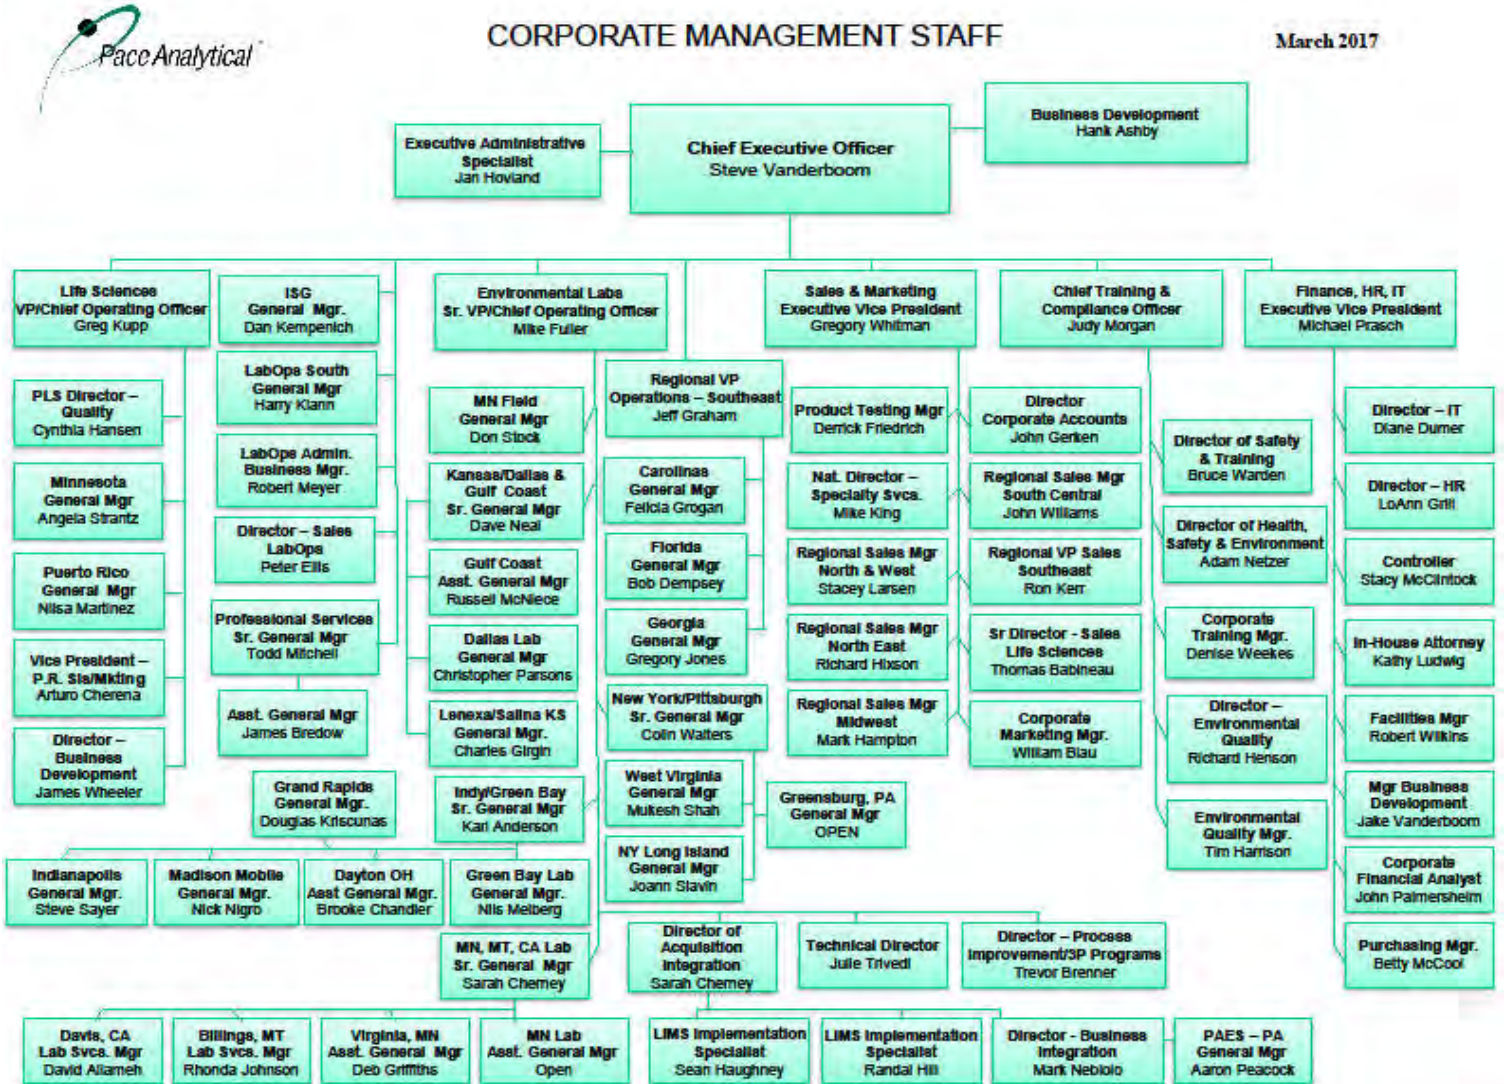 Pace Analytical
CORPORATE MANAGEMENT STAFF
March 2017
Executive Administrative
Specialist
Jan Hovland
Chief Executive Officer
Steve Vanderboom
Business Development
Hank Ashby
Life Sciences
VP/Chief Operating Officer
Greg Kupp
ISG
General Mgr.
Dan Kempenich
Environmental Labs
Sr. VP/Chief Operating Officer
Mike Fuller
Sales & Marketing
Executive Vice President
Gregory Whitman
Chief Training &
Compliance Officer
Judy Morgan
Finance, HR, IT
Executive Vice President
Michael Prasch
PLS Director –
Quality
Cynthia Hansen
Minnesota
General Mgr
Angela Strantz
Puerto Rico
General Mgr
Nilsa Martinez
Vice President –
P.R. Sls/Mkting
Arturo Cherena
Director –
Business
Development
James Wheeler
LabOps South
General Mgr
Harry Klann
LabOps Admin.
Business Mgr.
Robert Meyer
Director – Sales
LabOps
Peter Ellis
Professional Services
Sr. General Mgr
Todd Mitchell
Asst. General Mgr
James Bredow
Grand Rapids
General Mgr.
Douglas Kriscunas
MN Field
General Mgr
Don Stock
Kansas/Dallas &
Gulf Coast
Sr. General Mgr
Dave Neal
Gulf Coast
Asst. General Mgr
Russell McNiece
Dallas Lab
General Mgr
Christopher Parsons
Lenexa/Salina KS
General Mgr.
Charles Girgin
Indy/Green Bay
Sr. General Mgr
Karl Anderson
Regional VP
Operations – Southeast
Jeff Graham
Carolinas
General Mgr
Felicia Grogan
Florida
General Mgr
Bob Dempsey
Georgia
General Mgr
Gregory Jones
New York/Pittsburgh
Sr. General Mgr
Colin Walters
West Virginia
General Mgr
Mukesh Shah
NY Long Island
General Mgr
Joann Slavin
Greensburg, PA
General Mgr
OPEN
Product Testing Mgr
Derrick Friedrich
Nat. Director –
Specialty Svcs.
Mike King
Regional Sales Mgr
North & West
Stacey Larsen
Regional Sales Mgr
North East
Richard Hixson
Regional Sales Mgr
Midwest
Mark Hampton
Director
Corporate Accounts
John Gerken
Regional Sales Mgr
South Central
John Williams
Regional VP Sales
Southeast
Ron Kerr
Sr Director - Sales
Life Sciences
Thomas Babineau
Corporate
Marketing Mgr.
William Blau
Director of Safety
& Training
Bruce Warden
Director of Health,
Safety & Environment
Adam Netzer
Corporate
Training Mgr.
Denise Weekes
Director –
Environmental
Quality
Richard Henson
Environmental
Quality Mgr.
Tim Harrison
Director – IT
Diane Durner
Director – HR
LoAnn Grill
Controller
Stacy McClintock
In-House Attorney
Kathy Ludwig
Facilities Mgr
Robert Wilkins
Mgr Business
Development
Jake Vanderboom
Corporate
Financial Analyst
John Palmersheim
Purchasing Mgr.
Betty McCool
Indianapolis
General Mgr.
Steve Sayer
Madison Mobile
General Mgr.
Nick Nigro
Dayton OH
Asst General Mgr.
Brooke Chandler
Green Bay Lab
General Mgr.
Nils Melberg
MN, MT, CA Lab
Sr. General Mgr
Sarah Cherney
Director of
Acquisition
Integration
Sarah Cherney
Technical Director
Julie Trivedi
Director – Process
Improvement/3P Programs
Trevor Brenner
Davis, CA
Lab Svcs. Mgr
David Allameh
Billings, MT
Lab Svcs. Mgr
Rhonda Johnson
Virginia, MN
Asst. General Mgr
Deb Griffiths
MN Lab
Asst. General Mgr
Open
LIMS Implementation
Specialist
Sean Haughney
LIMS Implementation
Specialist
Randal Hill
Director - Business
Integration
Mark Nebiolo
PAES – PA
General Mgr
Aaron Peacock